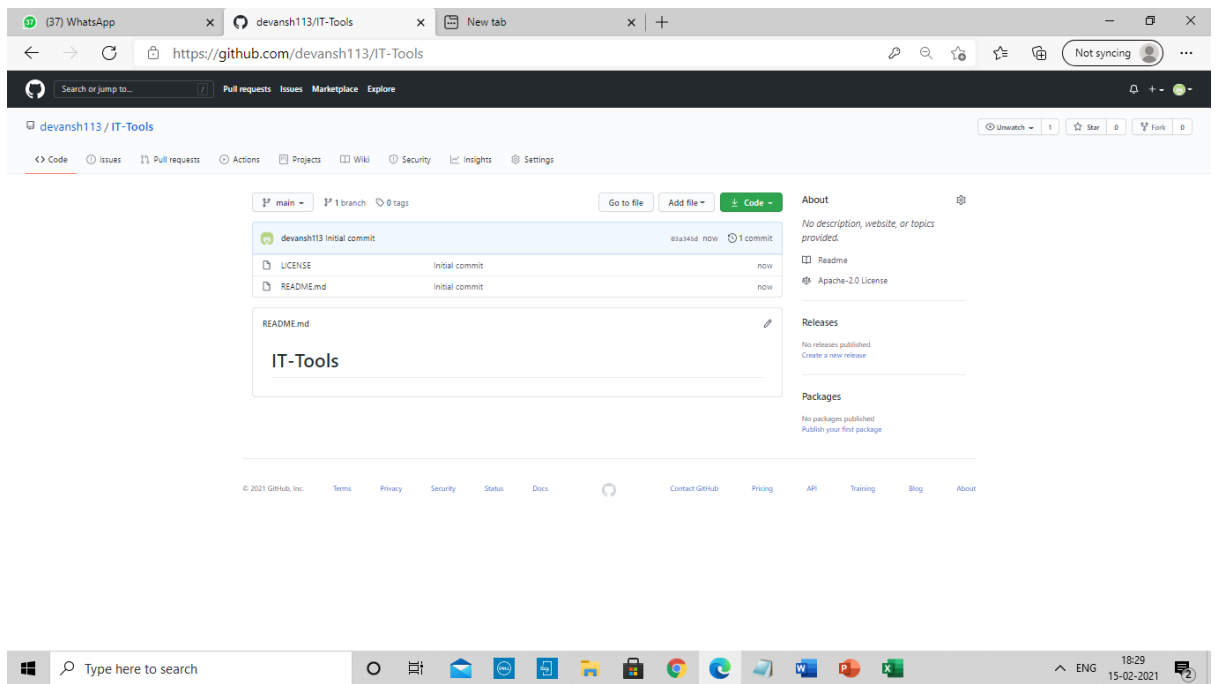 37 (37) WhatsApp devansh113/IT-Tools New tab
https://github.com/devansh113/IT-Tools Not syncing
Search or jump to... / Pull requests Issues Marketplace Explore
devansh113 / IT-Tools Unwatch 1 Star 0 Fork 0
Code Issues Pull requests Actions Projects Wiki Security Insights Settings
main 1 branch 0 tags Go to file Add file Code
devansh113 Initial commit 83a345d now 1 commit
LICENSE Initial commit now
README.md Initial commit now
README.md
IT-Tools
About
No description, website, or topics
provided.
Readme
Apache-2.0 License
Releases
No releases published
Create a new release
Packages
No packages published
Publish your first package
© 2021 GitHub, Inc. Terms Privacy Security Status Docs Contact GitHub Pricing API Training Blog About
Type here to search DELL ENG 18:29
15-02-2021 2